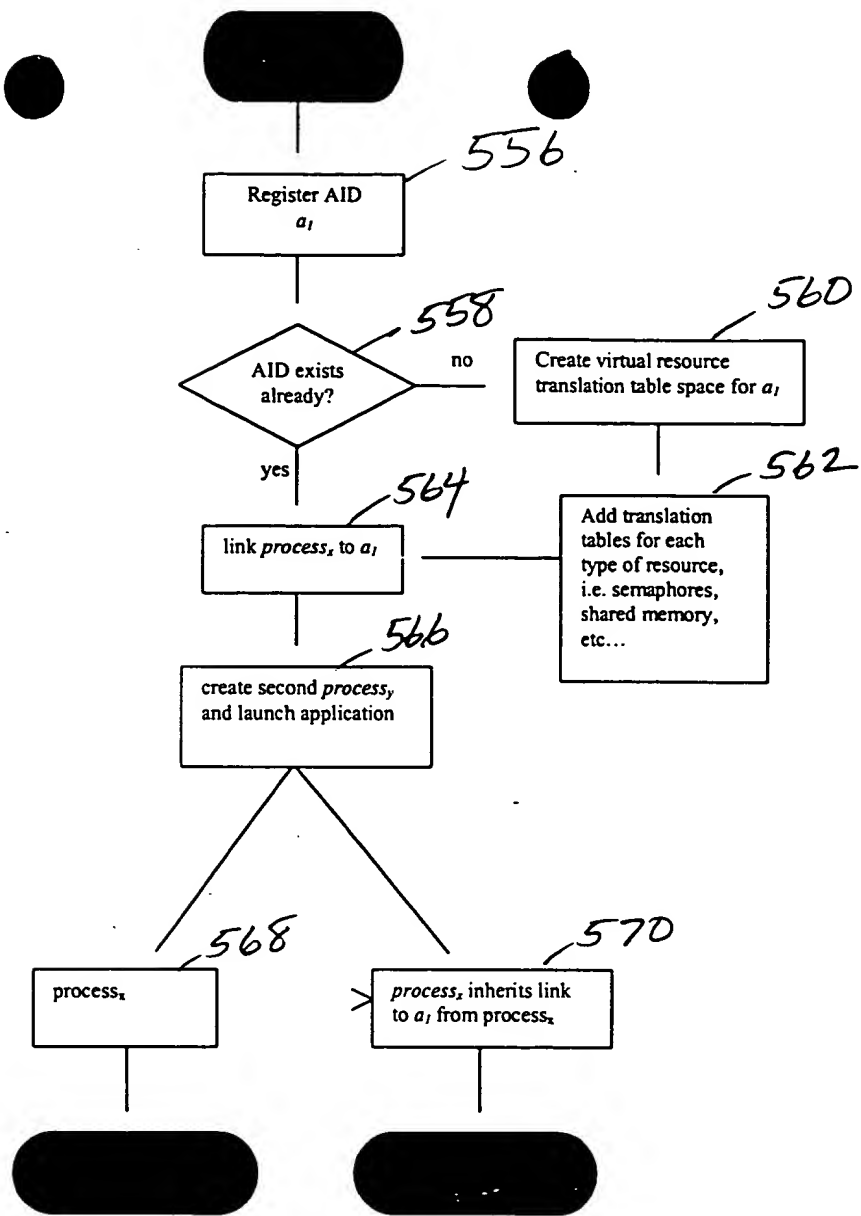 556
Register AID
a₁
558
AID exists
already?
no
yes
560
Create virtual resource
translation table space for a₁
562
Add translation
tables for each
type of resource,
i.e. semaphores,
shared memory,
etc...
564
link processₓ to a₁
566
create second processᵧ
and launch application
568
processₓ
570
processₓ inherits link
to a₁ from processₓ